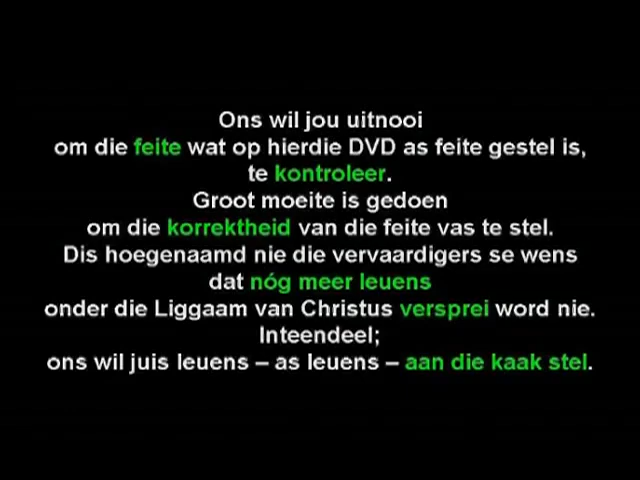 Ons wil jou uitnooi
om die feite wat op hierdie DVD as feite gestel is,
te kontroleer.
Groot moeite is gedoen
om die korrektheid van die feite vas te stel.
Dis hoegenaamd nie die vervaardigers se wens
dat nóg meer leuens
onder die Liggaam van Christus versprei word nie.
Inteendeel;
ons wil juis leuens – as leuens – aan die kaak stel.